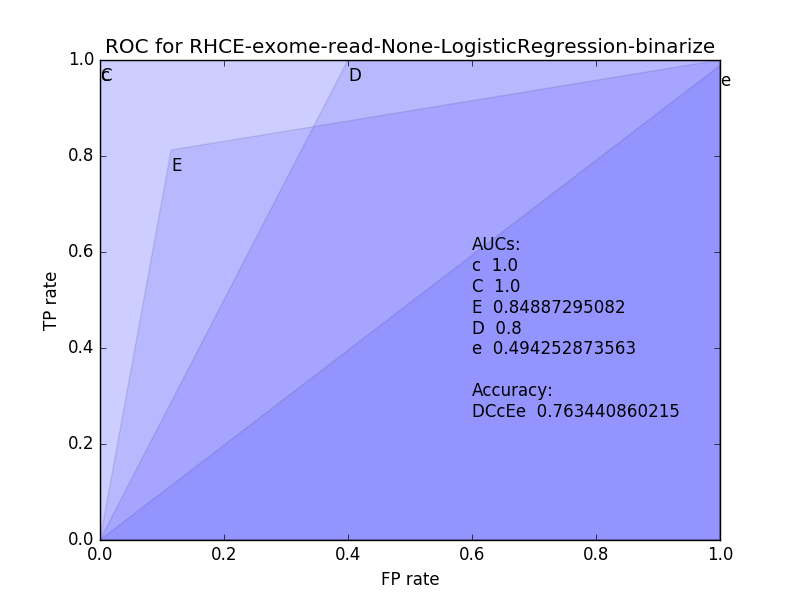 ROC for RHCE-exome-read-None-LogisticRegression-binarize
1.0
0.8
0.6
0.4
0.2
0.0
TP rate
C
c
D
e
E
AUCs:
c 1.0
C 1.0
E 0.84887295082
D 0.8
e 0.494252873563
Accuracy:
DCcEe 0.763440860215
0.0 0.2 0.4 0.6 0.8 1.0
FP rate